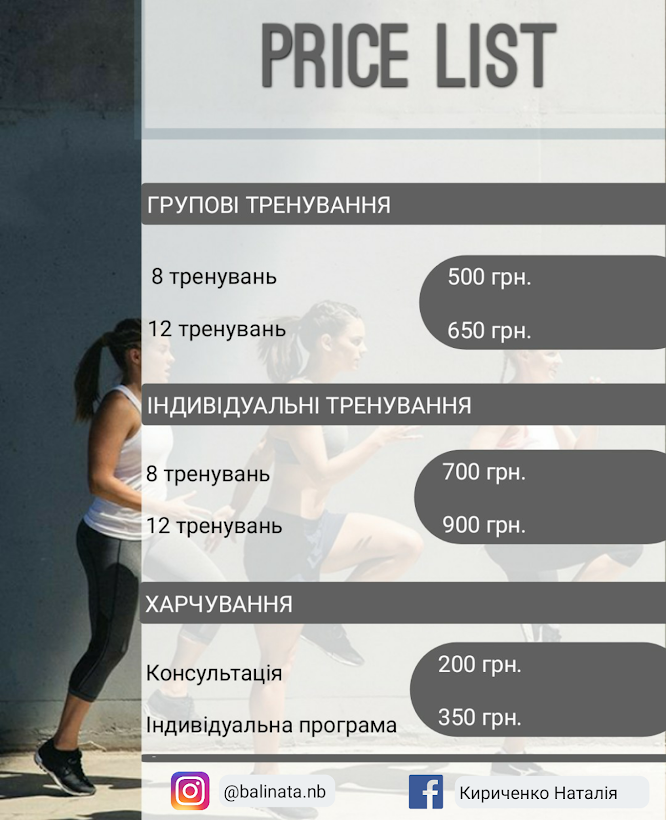 PRICE LIST
ГРУПОВІ ТРЕНУВАННЯ
8 тренувань 500 грн.
12 тренувань 650 грн.
ІНДИВІДУАЛЬНІ ТРЕНУВАННЯ
8 тренувань 700 грн.
12 тренувань 900 грн.
ХАРЧУВАННЯ
Консультація 200 грн.
Індивідуальна програма 350 грн.
@balinata.nb Кириченко Наталія